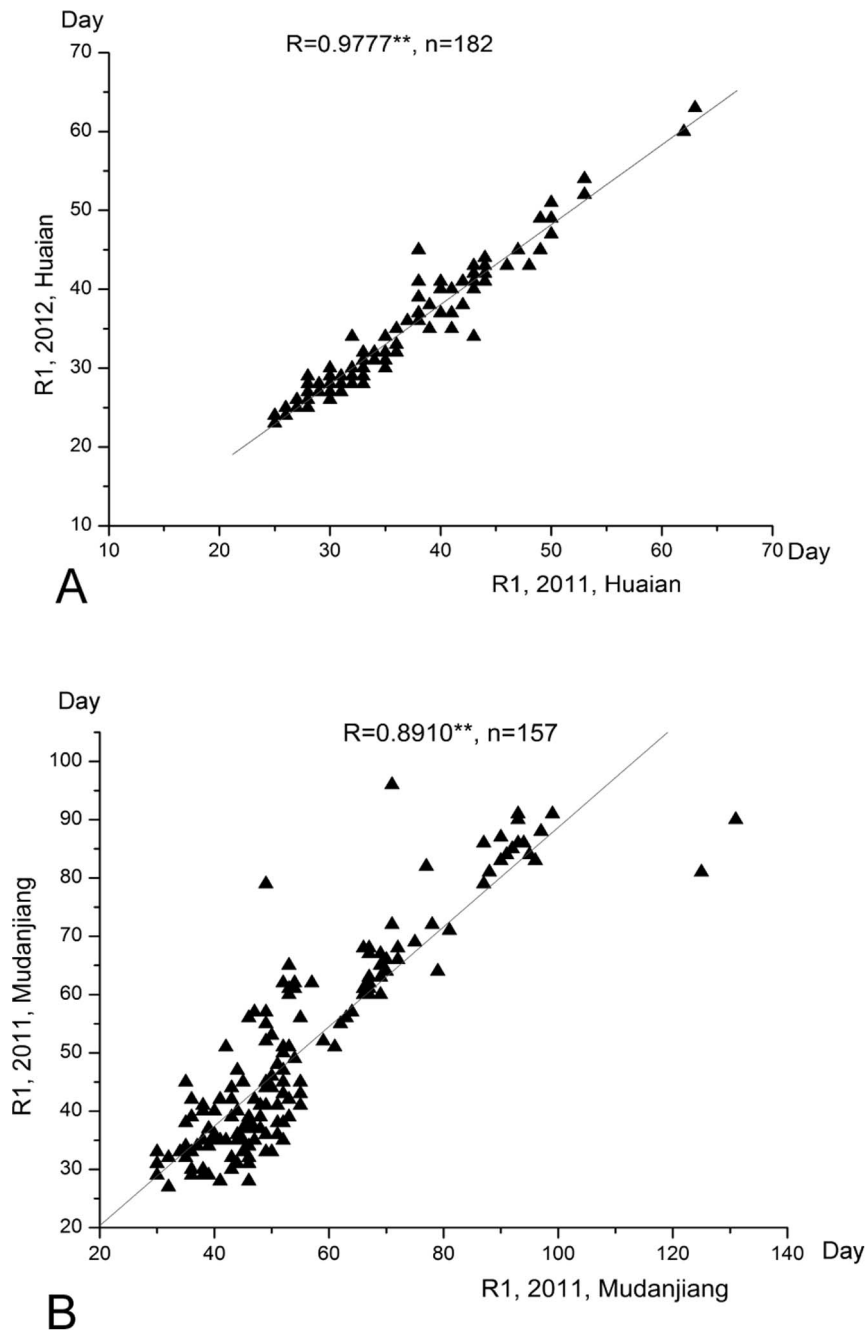 Day
R=0.9777**, n=182
70
60
50
40
30
20
10
R1, 2012, Huaian
10 20 30 40 50 60 70 Day
R1, 2011, Huaian
A
Day
R=0.8910**, n=157
100
90
80
70
60
50
40
30
20
R1, 2011, Mudanjiang
20 40 60 80 100 120 140 Day
R1, 2011, Mudanjiang
B